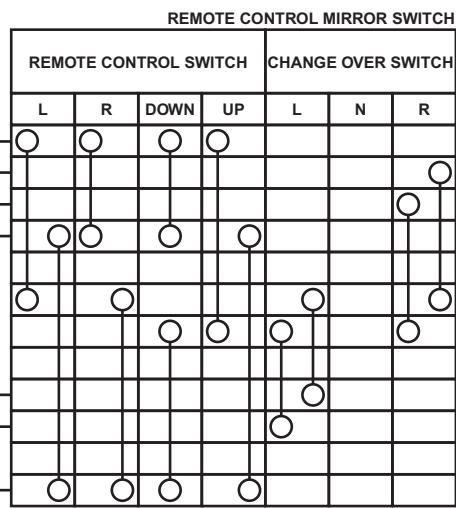 REMOTE CONTROL MIRROR SWITCH
REMOTE CONTROL SWITCH CHANGE OVER SWITCH
L R DOWN UP L N R